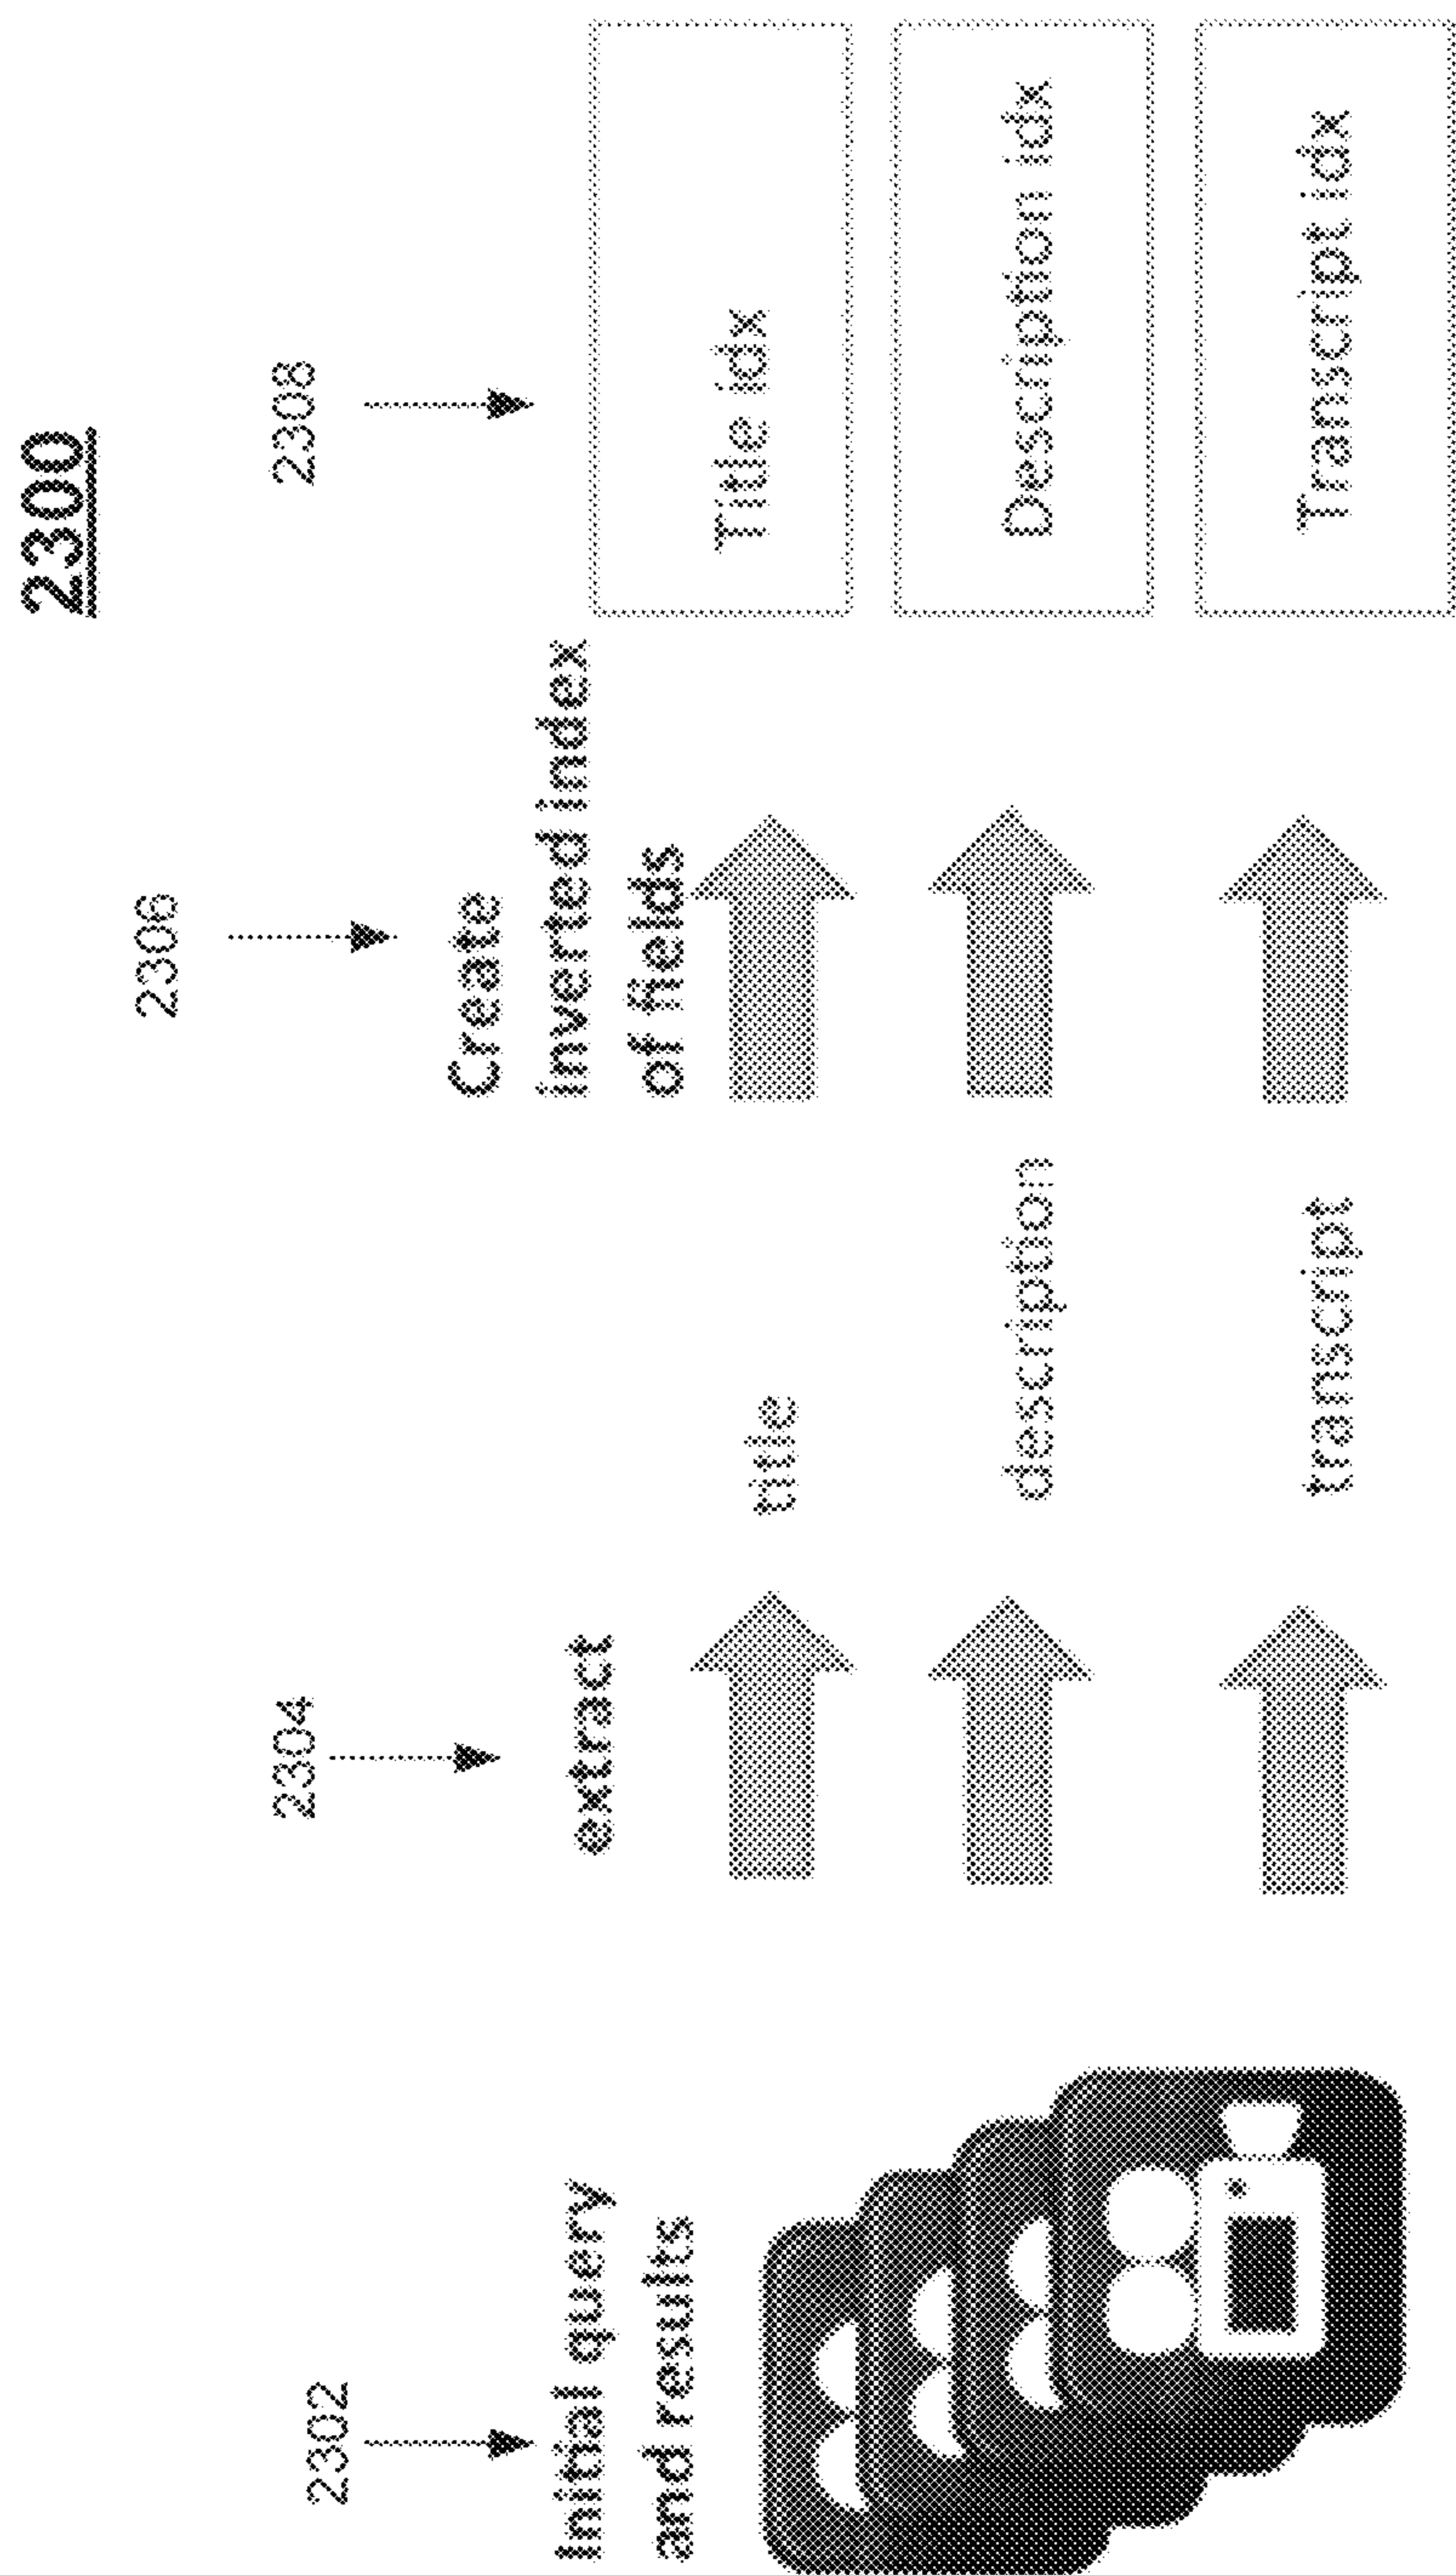 2300
2302
Initial query
and results
2304
extract
title
description
transcript
2306
Create
inverted index
of fields
2308
Title idx
Description idx
Transcript idx